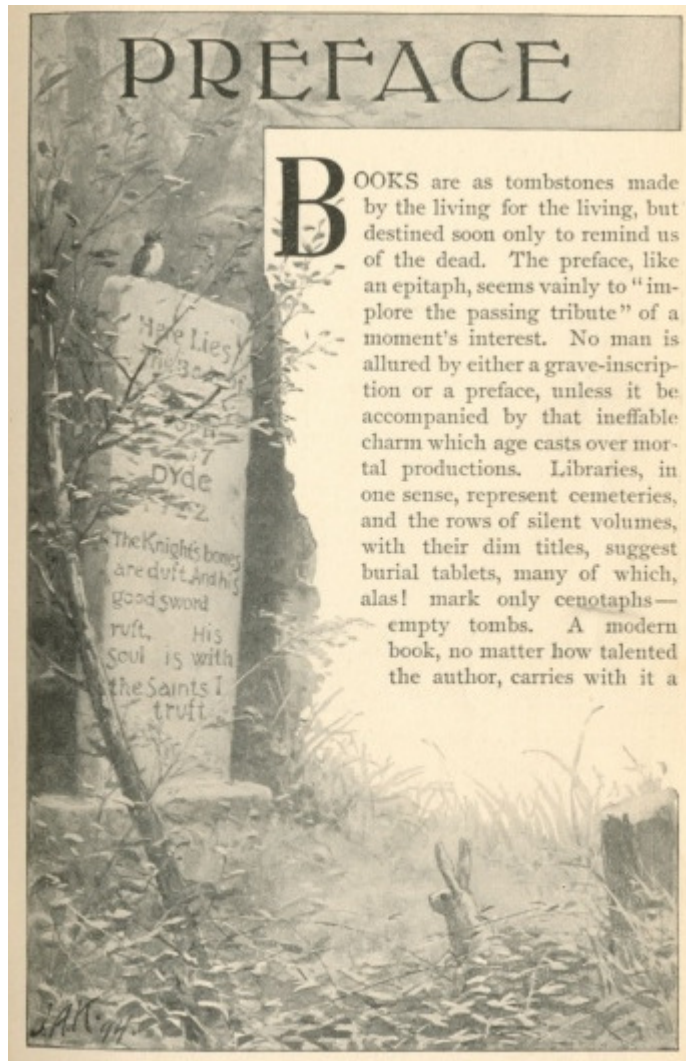 PREFACE
BOOKS are as tombstones made
by the living for the living, but
destined soon only to remind us
of the dead. The preface, like
an epitaph, seems vainly to “im-
plore the passing tribute” of a
moment's interest. No man is
allured by either a grave-inscrip-
tion or a preface, unless it be
accompanied by that ineffable
charm which age casts over mor-
tal productions. Libraries, in
one sense, represent cemeteries,
and the rows of silent volumes,
with their dim titles, suggest
burial tablets, many of which,
alas! mark only cenotaphs—
empty tombs. A modern
book, no matter how talented
the author, carries with it a
Here Lies
The
Dyde
The Knight's bones
are duft And his
good sword
ruft, His
Soul is with
the Saints I
truft
J.A.K. 94.